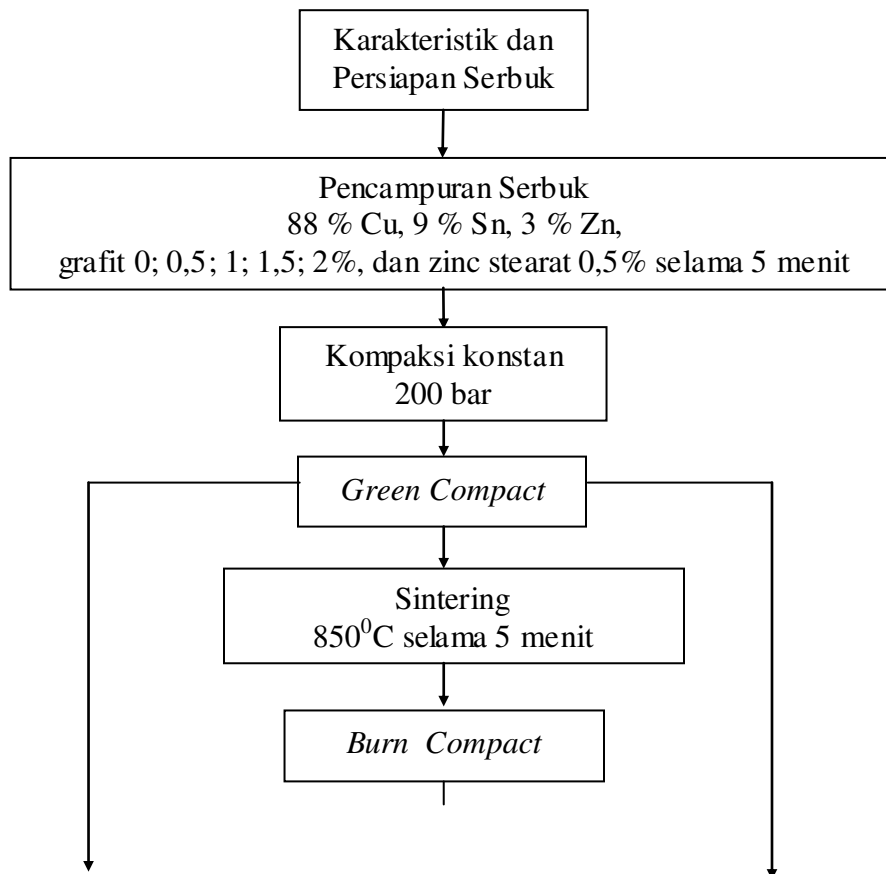 Karakteristik dan
Persiapan Serbuk
Pencampuran Serbuk
88 % Cu, 9 % Sn, 3 % Zn,
grafit 0; 0,5; 1; 1,5; 2%, dan zinc stearat 0,5% selama 5 menit
Kompaksi konstan
200 bar
Green Compact
Sintering
850⁰C selama 5 menit
Burn Compact